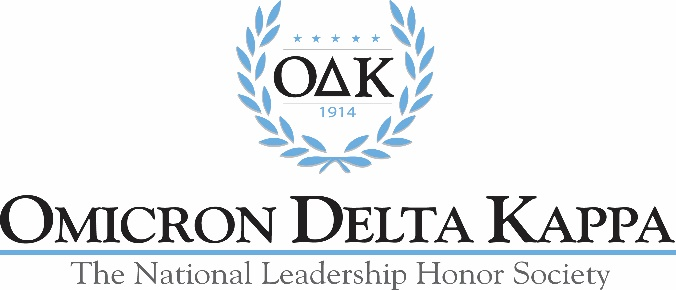 ΟΔΚ
1914
OMICRON DELTA KAPPA
The National Leadership Honor Society